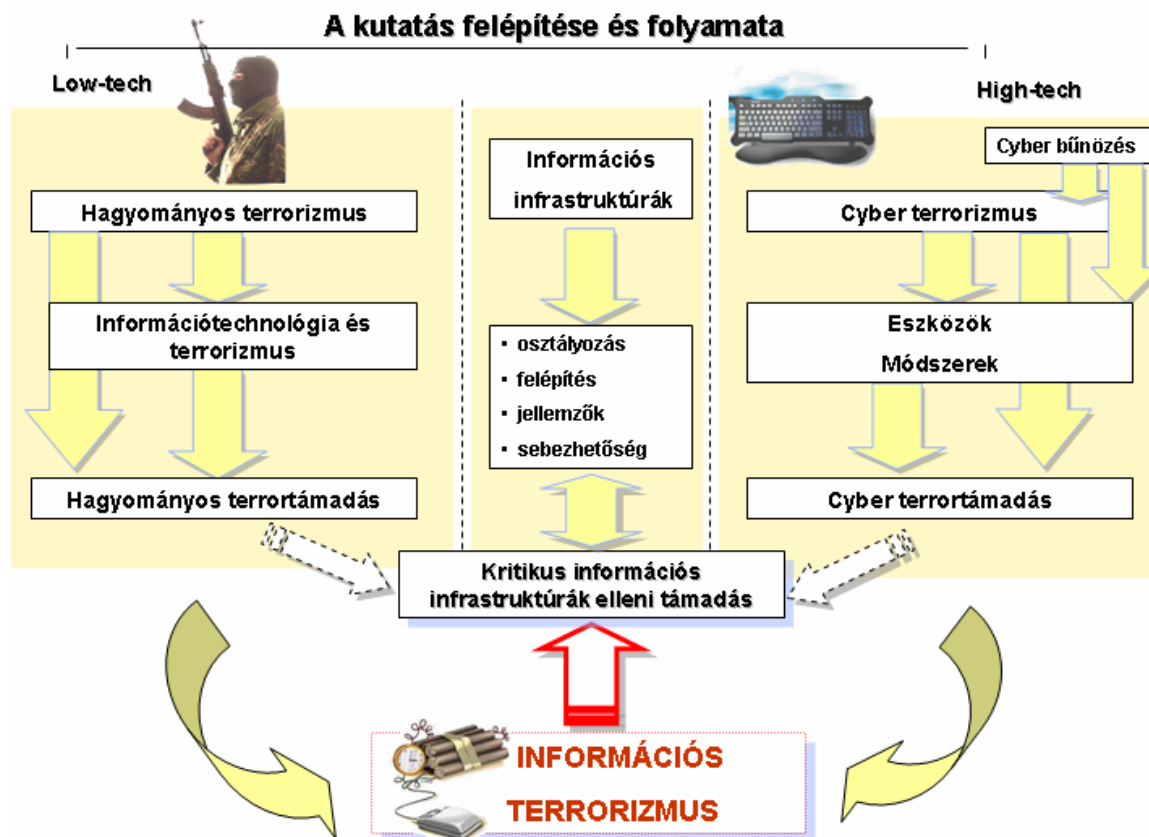 A kutatás felépítése és folyamata
Low-tech
High-tech
Hagyományos terrorizmus
Információtechnológia és
terrorizmus
Hagyományos terrortámadás
Információs
infrastruktúrák
▪ osztályozás
▪ felépítés
▪ jellemzők
▪ sebezhetőség
Cyber bűnözés
Cyber terrorizmus
Eszközök
Módszerek
Cyber terrortámadás
Kritikus információs
infrastruktúrák elleni támadás
INFORMÁCIÓS
TERRORIZMUS